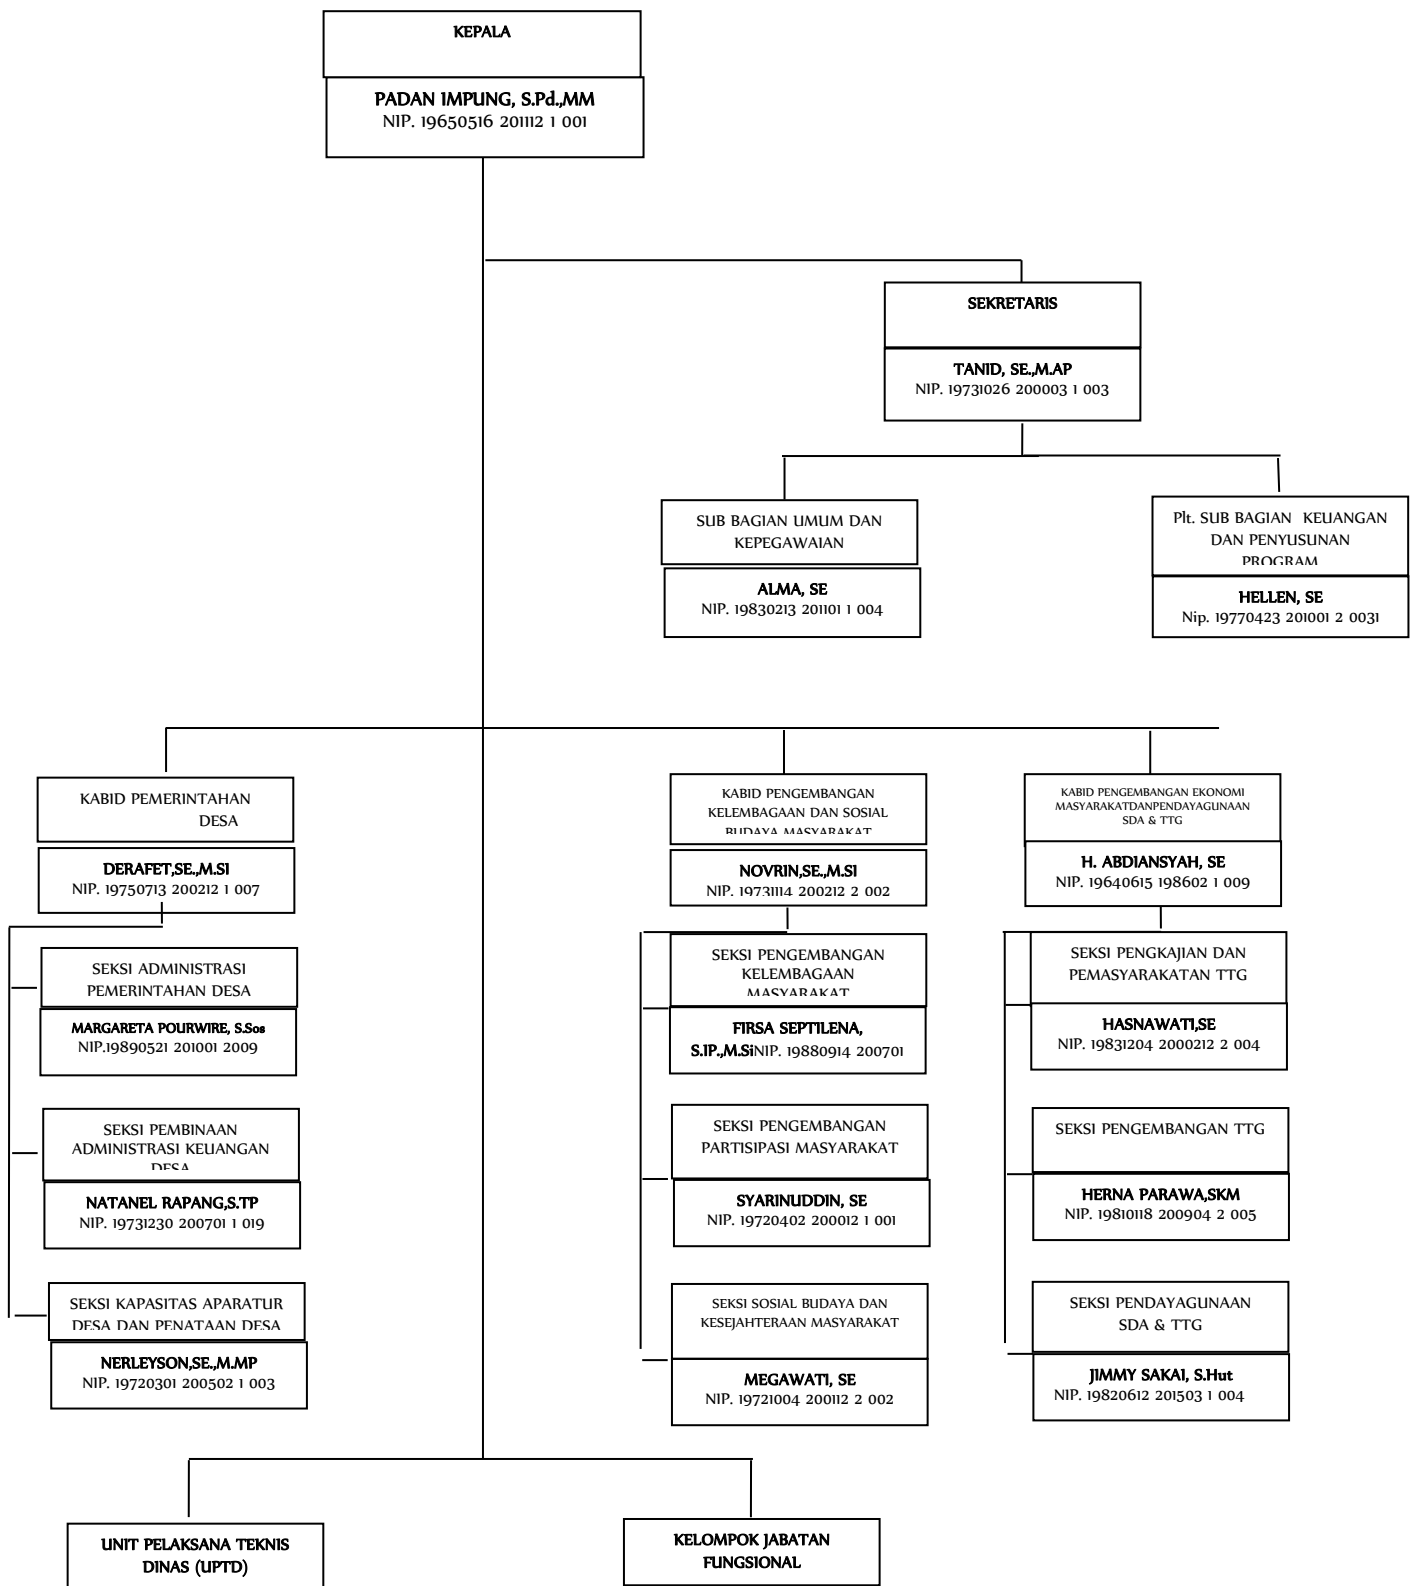 KEPALA
PADAN IMPUNG, S.Pd.,MM
NIP. 19650516 201112 1 001
SEKRETARIS
TANID, SE.,M.AP
NIP. 19731026 200003 1 003
SUB BAGIAN UMUM DAN
KEPEGAWAIAN
ALMA, SE
NIP. 19830213 201101 1 004
Plt. SUB BAGIAN KEUANGAN
DAN PENYUSUNAN
PROGRAM
HELLEN, SE
Nip. 19770423 201001 2 0031
KABID PEMERINTAHAN
DESA
DERAFET,SE.,M.SI
NIP. 19750713 200212 1 007
SEKSI ADMINISTRASI
PEMERINTAHAN DESA
MARGARETA POURWIRE, S.Sos
NIP.19890521 201001 2009
SEKSI PEMBINAAN
ADMINISTRASI KEUANGAN
DESA
NATANEL RAPANG,S.TP
NIP. 19731230 200701 1 019
SEKSI KAPASITAS APARATUR
DESA DAN PENATAAN DESA
NERLEYSON,SE.,M.MP
NIP. 19720301 200502 1 003
KABID PENGEMBANGAN
KELEMBAGAAN DAN SOSIAL
BUDAYA MASYARAKAT
NOVRIN,SE.,M.SI
NIP. 19731114 200212 2 002
SEKSI PENGEMBANGAN
KELEMBAGAAN
MASYARAKAT
FIRSA SEPTILENA,
S.IP.,M.SiNIP. 19880914 200701
SEKSI PENGEMBANGAN
PARTISIPASI MASYARAKAT
SYARINUDDIN, SE
NIP. 19720402 200012 1 001
SEKSI SOSIAL BUDAYA DAN
KESEJAHTERAAN MASYARAKAT
MEGAWATI, SE
NIP. 19721004 200112 2 002
KABID PENGEMBANGAN EKONOMI
MASYARAKATDANPENDAYAGUNAAN
SDA & TTG
H. ABDIANSYAH, SE
NIP. 19640615 198602 1 009
SEKSI PENGKAJIAN DAN
PEMASYARAKATAN TTG
HASNAWATI,SE
NIP. 19831204 2000212 2 004
SEKSI PENGEMBANGAN TTG
HERNA PARAWA,SKM
NIP. 19810118 200904 2 005
SEKSI PENDAYAGUNAAN
SDA & TTG
JIMMY SAKAI, S.Hut
NIP. 19820612 201503 1 004
UNIT PELAKSANA TEKNIS
DINAS (UPTD)
KELOMPOK JABATAN
FUNGSIONAL